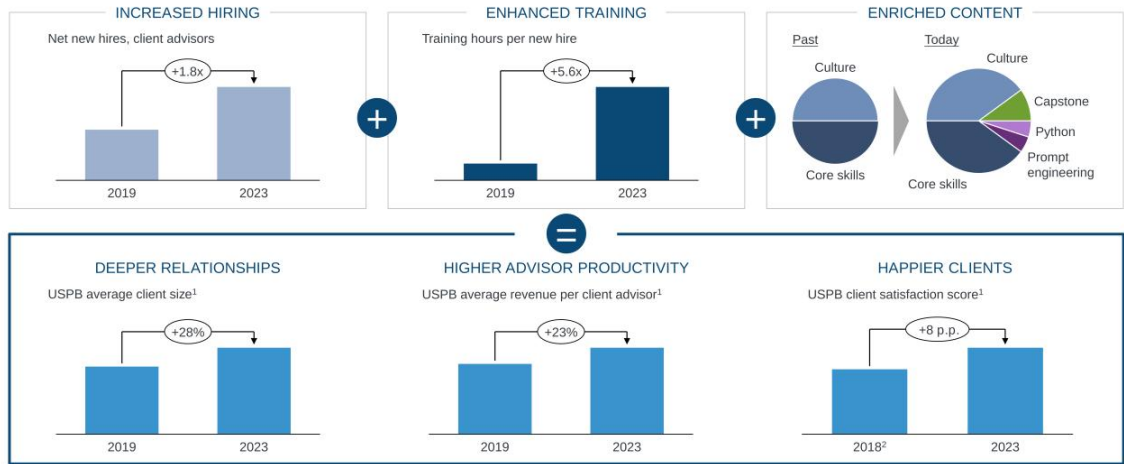 INCREASED HIRING
Net new hires, client advisors
+1.8x
2019
2023
+
ENHANCED TRAINING
Training hours per new hire
+5.6x
2019
2023
+
ENRICHED CONTENT
Past
Today
Culture
Core skills
Culture
Capstone
Python
Prompt
engineering
Core skills
=
DEEPER RELATIONSHIPS
USPB average client size¹
+28%
2019
2023
HIGHER ADVISOR PRODUCTIVITY
USPB average revenue per client advisor¹
+23%
2019
2023
HAPPIER CLIENTS
USPB client satisfaction score¹
+8 p.p.
2018²
2023